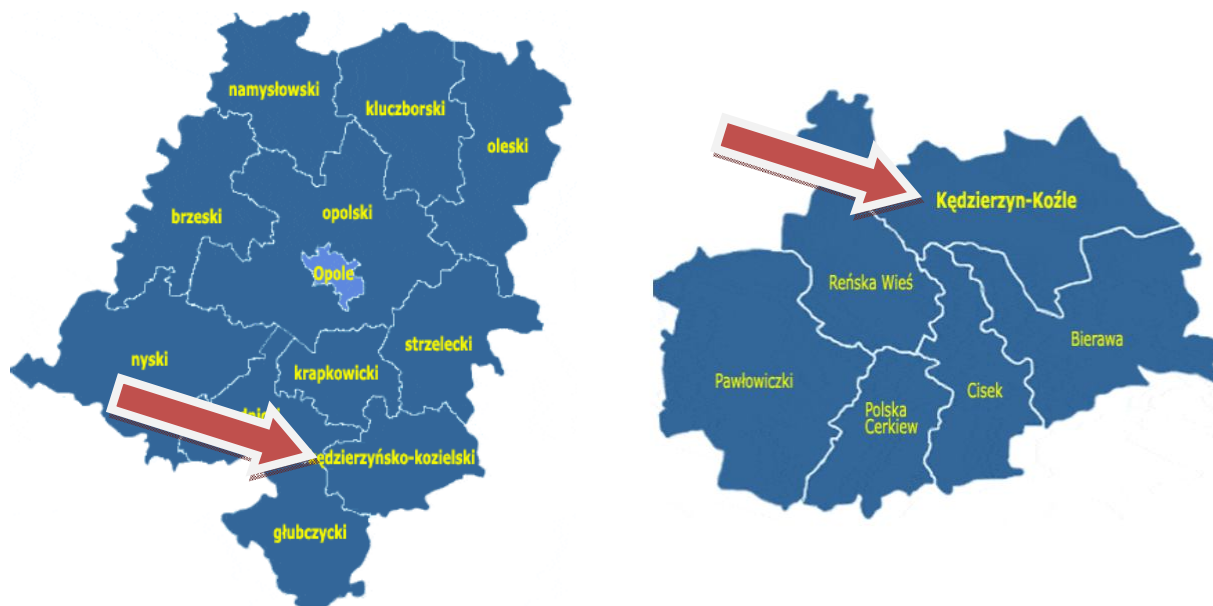 namysłowski
kluczborski
oleski
brzeski
opolski
Opole
strzelecki
nyski
krapkowicki
głubczycki
Kędzierzyn-Koźle
Reńska Wieś
Bierawa
Pawłowiczki
Cisek
Polska
Cerkiew